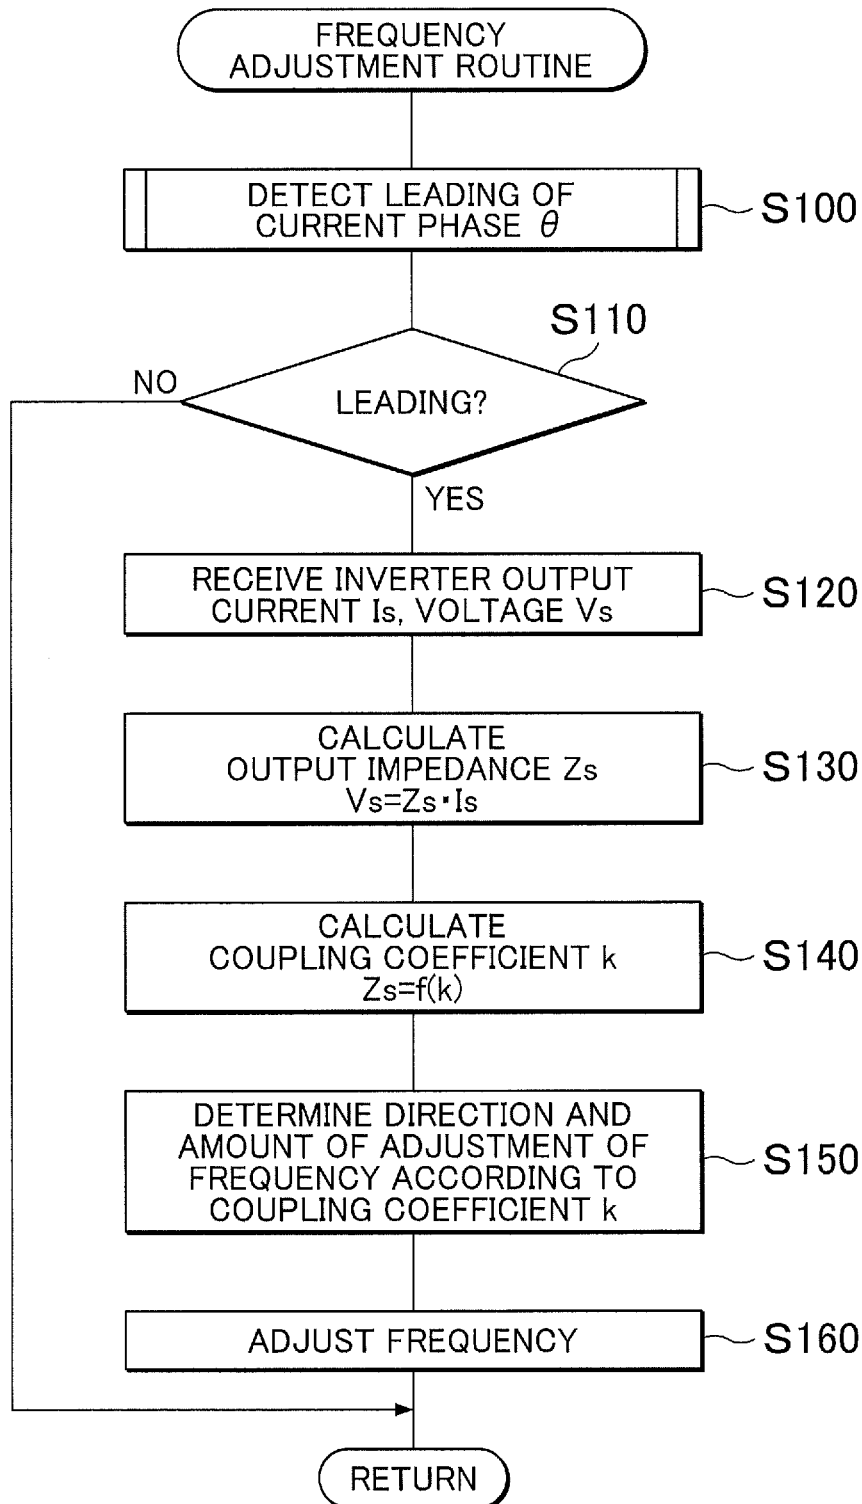 FREQUENCY
ADJUSTMENT ROUTINE
DETECT LEADING OF
CURRENT PHASE θ
S100
S110
NO
LEADING?
YES
RECEIVE INVERTER OUTPUT
CURRENT Is, VOLTAGE Vs
S120
CALCULATE
OUTPUT IMPEDANCE Zs
Vs=Zs･Is
S130
CALCULATE
COUPLING COEFFICIENT k
Zs=f(k)
S140
DETERMINE DIRECTION AND
AMOUNT OF ADJUSTMENT OF
FREQUENCY ACCORDING TO
COUPLING COEFFICIENT k
S150
ADJUST FREQUENCY
S160
RETURN